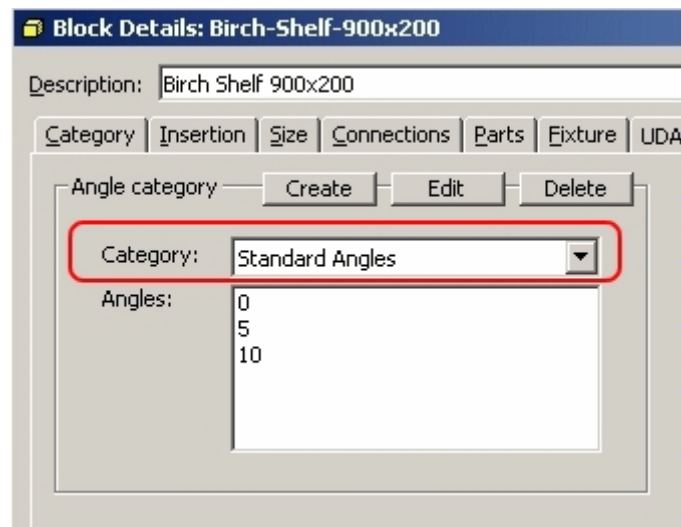 Block Details: Birch-Shelf-900x200
Description: Birch Shelf 900x200
Category Insertion Size Connections Parts Fixture UDA
Angle category Create Edit Delete
Category: Standard Angles
Angles: 0
5
10